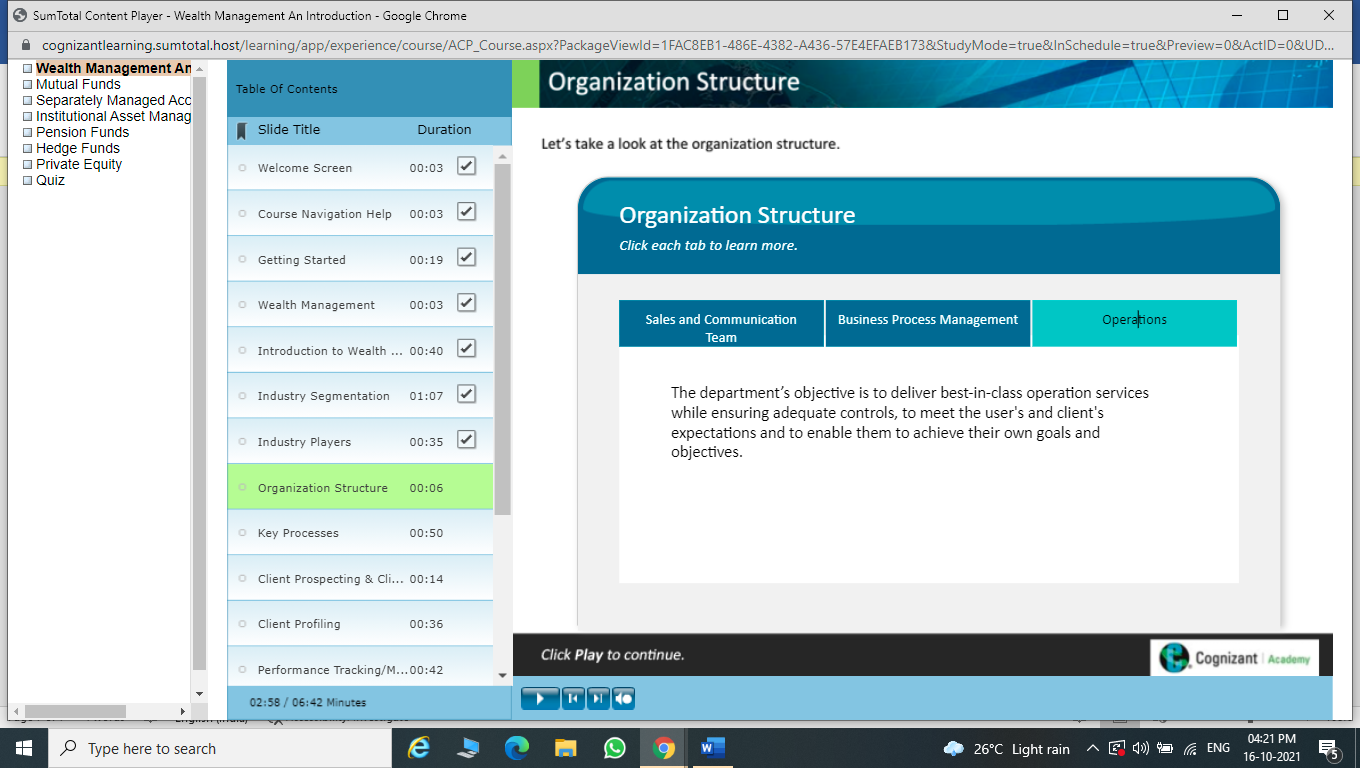 SumTotal Content Player - Wealth Management An Introduction - Google Chrome
cognizantlearning.sumtotal.host/learning/app/experience/course/ACP_Course.aspx?PackageViewId=1FAC8EB1-486E-4382-A436-57E4EFAEB173&StudyMode=true&InSchedule=true&Preview=0&ActID=0&UD...
Wealth Management An
Mutual Funds
Separately Managed Acc
Institutional Asset Manag
Pension Funds
Hedge Funds
Private Equity
Quiz
Table Of Contents
Slide Title Duration
Welcome Screen 00:03
Course Navigation Help 00:03
Getting Started 00:19
Wealth Management 00:03
Introduction to Wealth ... 00:40
Industry Segmentation 01:07
Industry Players 00:35
Organization Structure 00:06
Key Processes 00:50
Client Prospecting & Cli... 00:14
Client Profiling 00:36
Performance Tracking/M... 00:42
02:58 / 06:42 Minutes
Organization Structure
Let's take a look at the organization structure.
Organization Structure
Click each tab to learn more.
Sales and Communication
Team
Business Process Management
Operations
The department's objective is to deliver best-in-class operation services
while ensuring adequate controls, to meet the user's and client's
expectations and to enable them to achieve their own goals and
objectives.
Click Play to continue.
Cognizant Academy
Type here to search
26°C Light rain
ENG
04:21 PM
16-10-2021
5